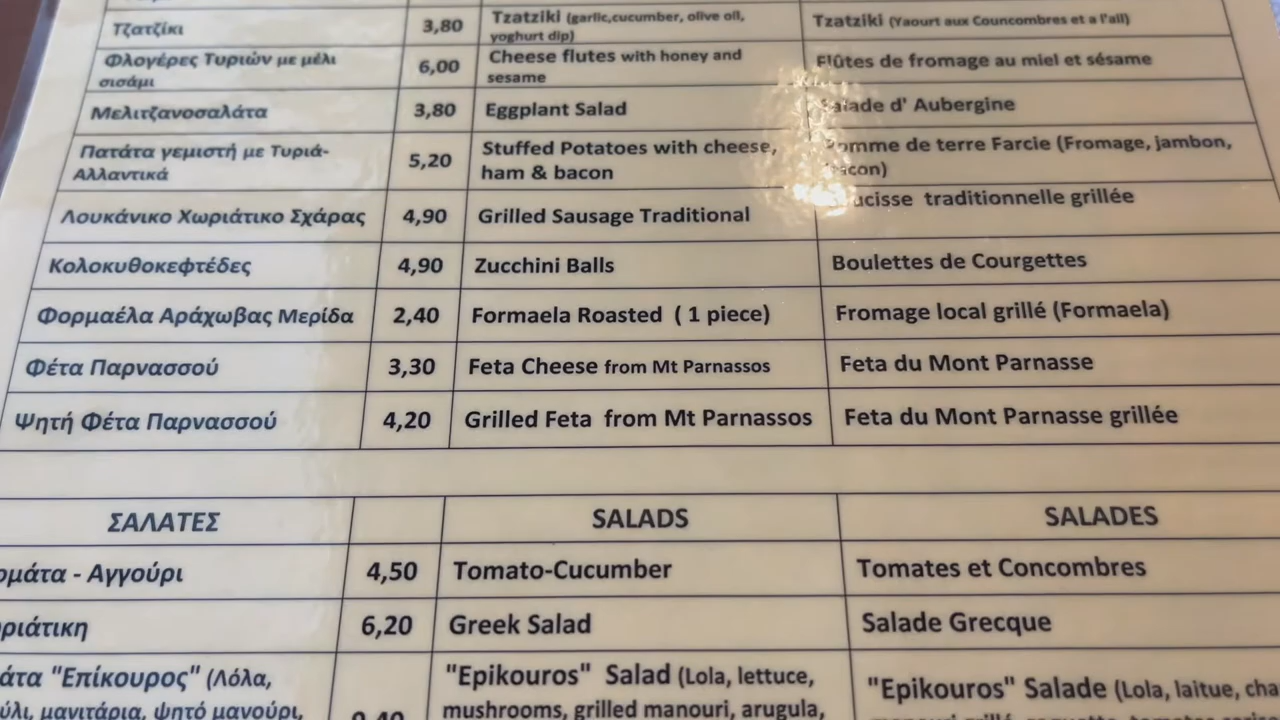 Τζατζίκι 3,80 Tzatziki (garlic,cucumber, olive oil, yoghurt dip) Tzatziki (Yaourt aux Councombres et a l'ail)
Φλογέρες Τυριών με μέλι σισάμι 6,00 Cheese flutes with honey and sesame Flûtes de fromage au miel et sésame
Μελιτζανοσαλάτα 3,80 Eggplant Salad Salade d' Aubergine
Πατάτα γεμιστή με Τυριά- Αλλαντικά 5,20 Stuffed Potatoes with cheese, ham & bacon Pomme de terre Farcie (Fromage, jambon, bacon)
Λουκάνικο Χωριάτικο Σχάρας 4,90 Grilled Sausage Traditional traditionnelle grillée
Κολοκυθοκεφτέδες 4,90 Zucchini Balls Boulettes de Courgettes
Φορμαέλα Αράχωβας Μερίδα 2,40 Formaela Roasted ( 1 piece) Fromage local grillé (Formaela)
Φέτα Παρνασσού 3,30 Feta Cheese from Mt Parnassos Feta du Mont Parnasse
Ψητή Φέτα Παρνασσού 4,20 Grilled Feta from Mt Parnassos Feta du Mont Parnasse grillée
ΣΑΛΑΤΕΣ SALADS SALADES
- Αγγούρι 4,50 Tomato-Cucumber Tomates et Concombres
6,20 Greek Salad Salade Grecque
"Επίκουρος" (Λόλα, "Epikouros" Salad (Lola, lettuce, "Epikouros" Salade (Lola, laitue,
μανιτάρια, ψητό μανούρι, mushrooms, grilled manouri, arugula,